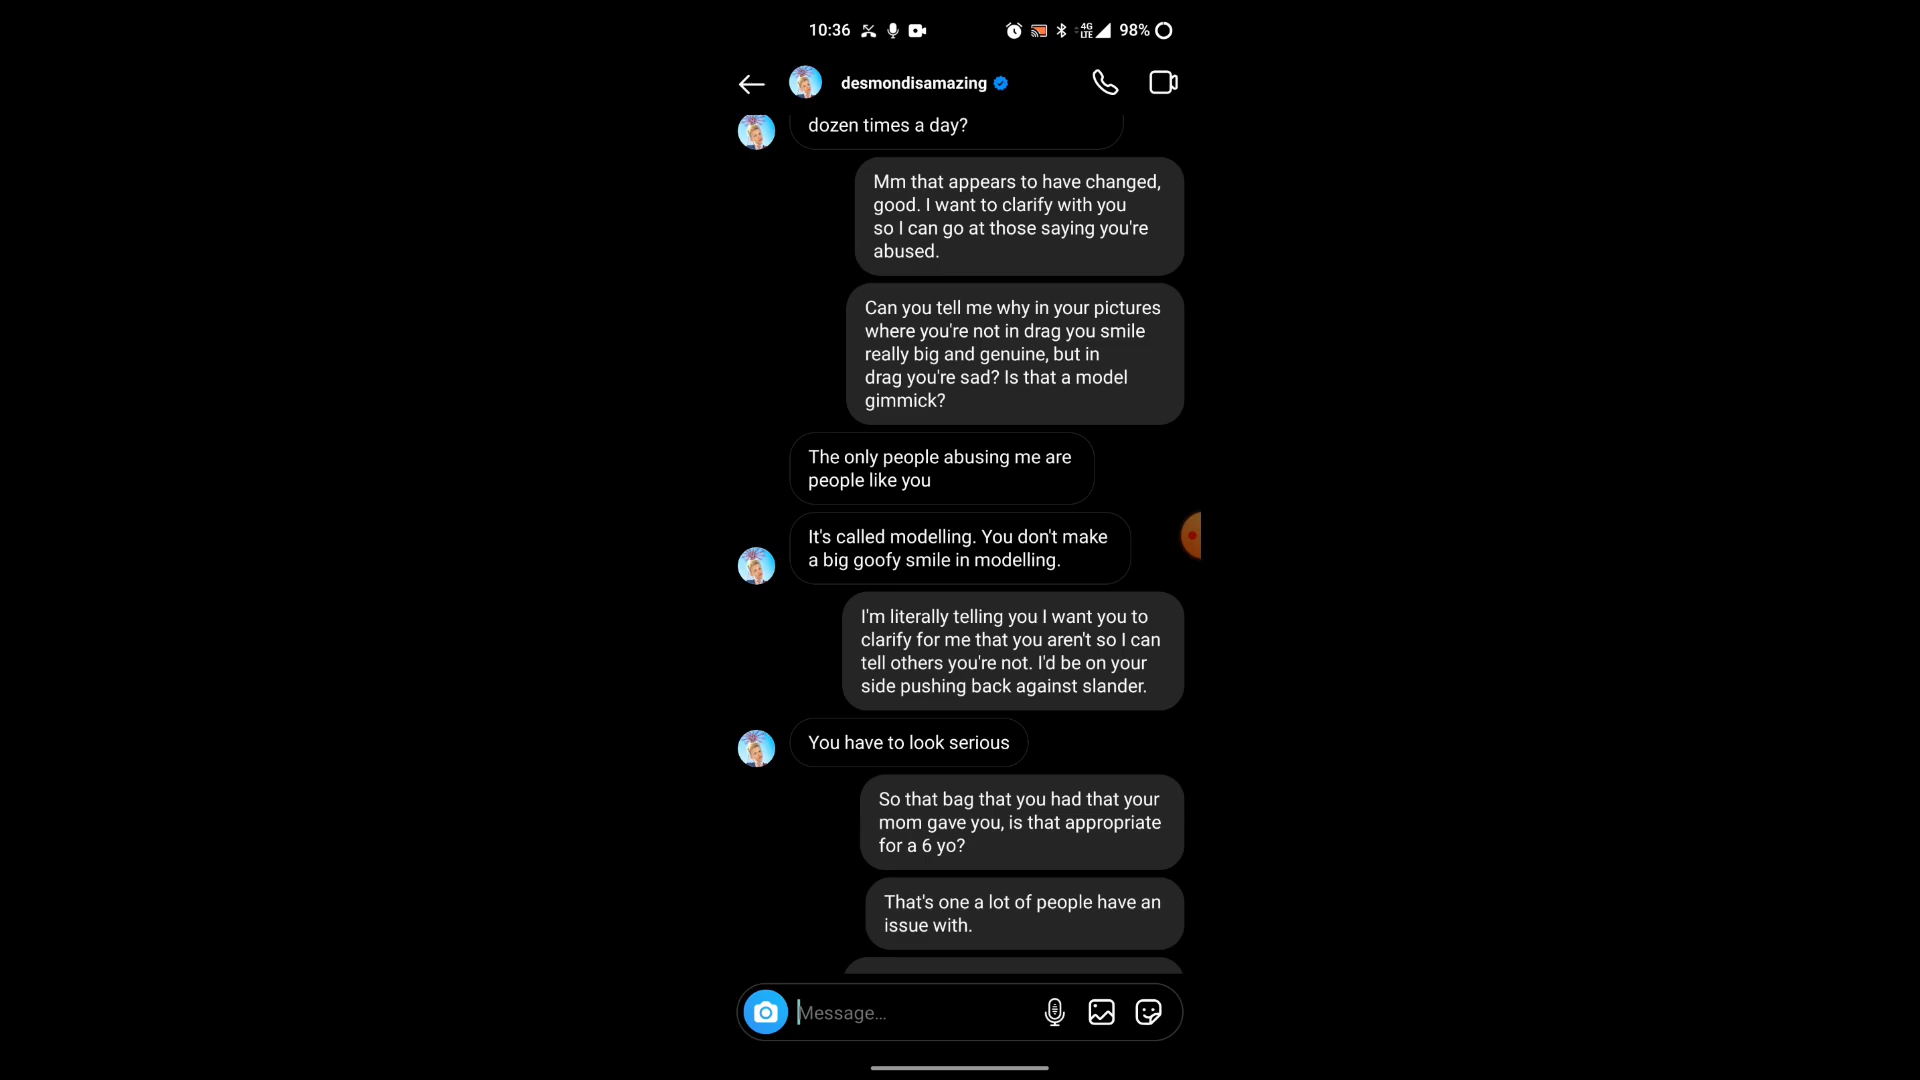 10:36
4G
LTE
98%
desmondisamazing
dozen times a day?
Mm that appears to have changed,
good. I want to clarify with you
so I can go at those saying you're
abused.
Can you tell me why in your pictures
where you're not in drag you smile
really big and genuine, but in
drag you're sad? Is that a model
gimmick?
The only people abusing me are
people like you
It's called modelling. You don't make
a big goofy smile in modelling.
I'm literally telling you I want you to
clarify for me that you aren't so I can
tell others you're not. I'd be on your
side pushing back against slander.
You have to look serious
So that bag that you had that your
mom gave you, is that appropriate
for a 6 yo?
That's one a lot of people have an
issue with.
Message...